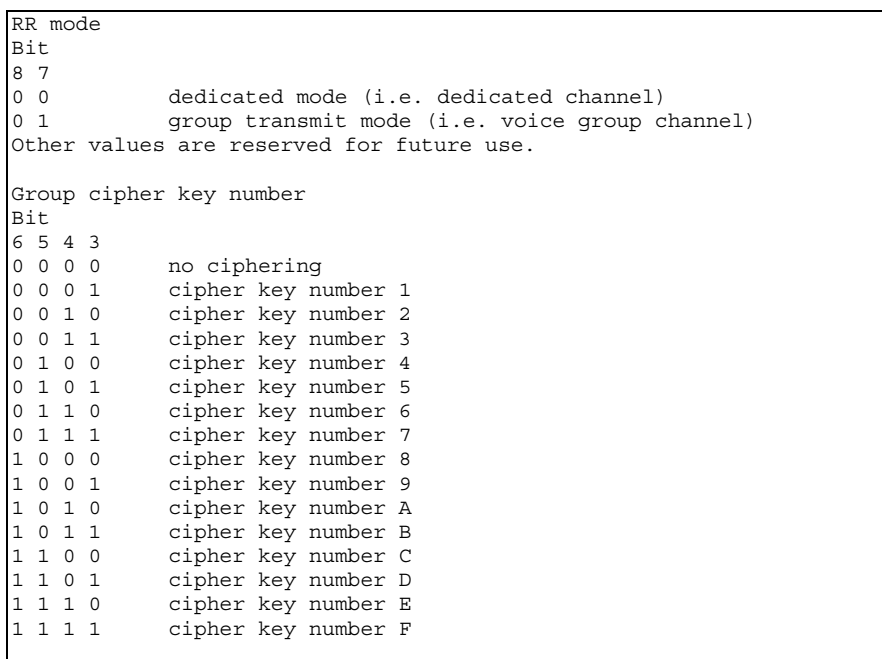 RR mode
Bit
8 7
0 0 dedicated mode (i.e. dedicated channel)
0 1 group transmit mode (i.e. voice group channel)
Other values are reserved for future use.
Group cipher key number
Bit
6 5 4 3
0 0 0 0 no ciphering
0 0 0 1 cipher key number 1
0 0 1 0 cipher key number 2
0 0 1 1 cipher key number 3
0 1 0 0 cipher key number 4
0 1 0 1 cipher key number 5
0 1 1 0 cipher key number 6
0 1 1 1 cipher key number 7
1 0 0 0 cipher key number 8
1 0 0 1 cipher key number 9
1 0 1 0 cipher key number A
1 0 1 1 cipher key number B
1 1 0 0 cipher key number C
1 1 0 1 cipher key number D
1 1 1 0 cipher key number E
1 1 1 1 cipher key number F